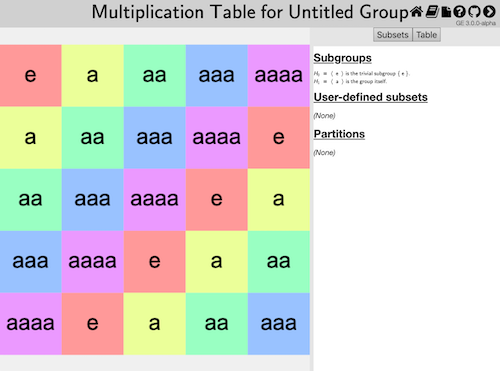 Multiplication Table for Untitled Group
GE 3.0.0-alpha
Subsets Table
e a aa aaa aaaa
a aa aaa aaaa e
aa aaa aaaa e a
aaa aaaa e a aa
aaaa e a aa aaa
Subgroups
H₀ = ⟨ e ⟩ is the trivial subgroup { e }.
H₁ = ⟨ a ⟩ is the group itself.
User-defined subsets
(None)
Partitions
(None)